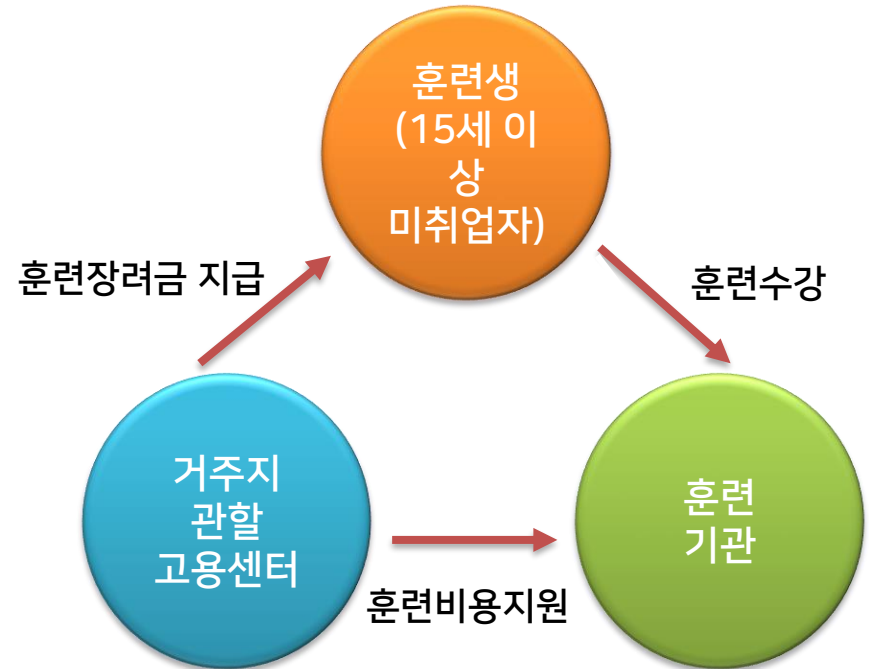 훈련생
(15세 이
상
미취업자)
훈련장려금 지급
훈련수강
거주지
관할
고용센터
훈련
기관
훈련비용지원